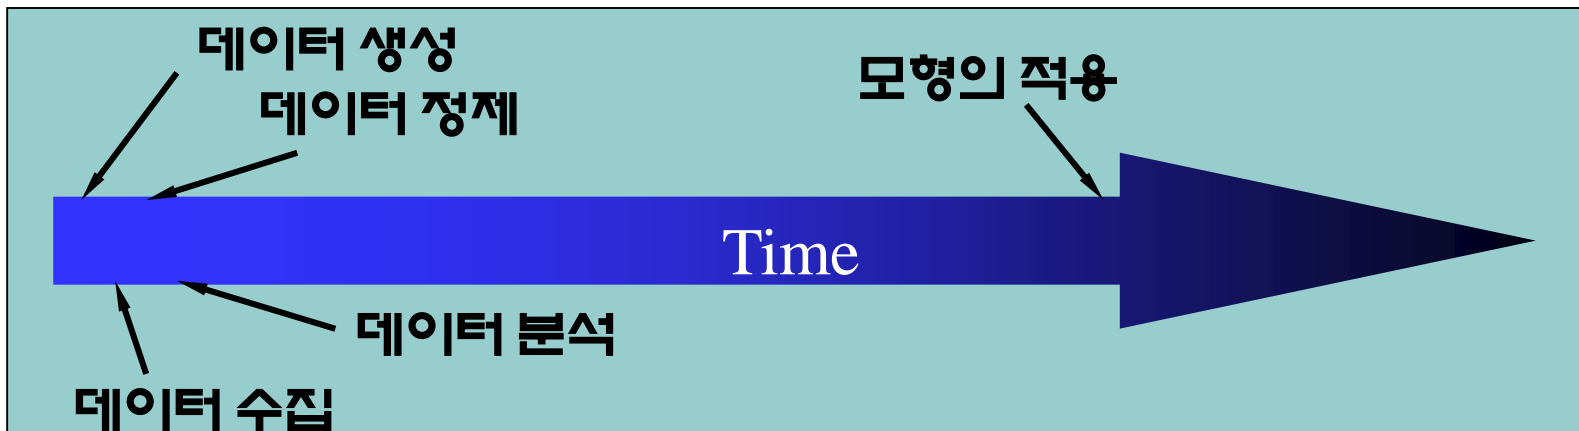 데이터 생성
모형의 적용
데이터 정제
Time
데이터 분석
데이터 수집